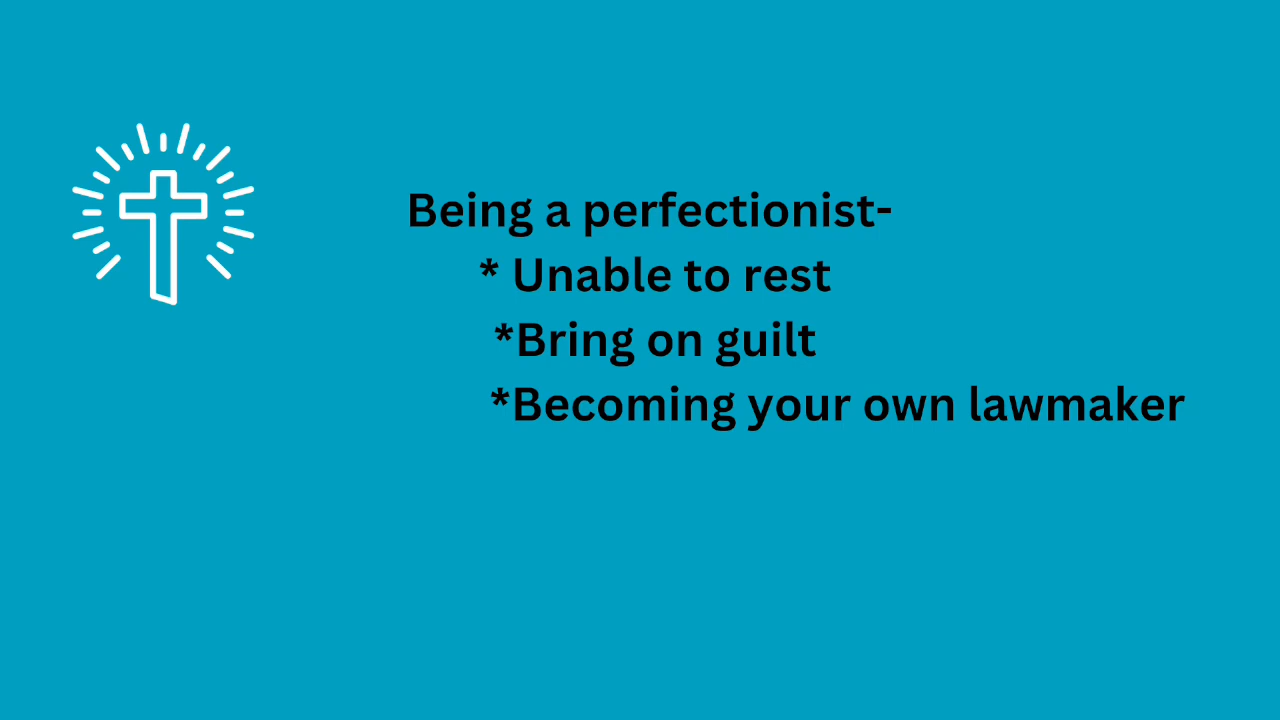 Being a perfectionist-
* Unable to rest
*Bring on guilt
*Becoming your own lawmaker